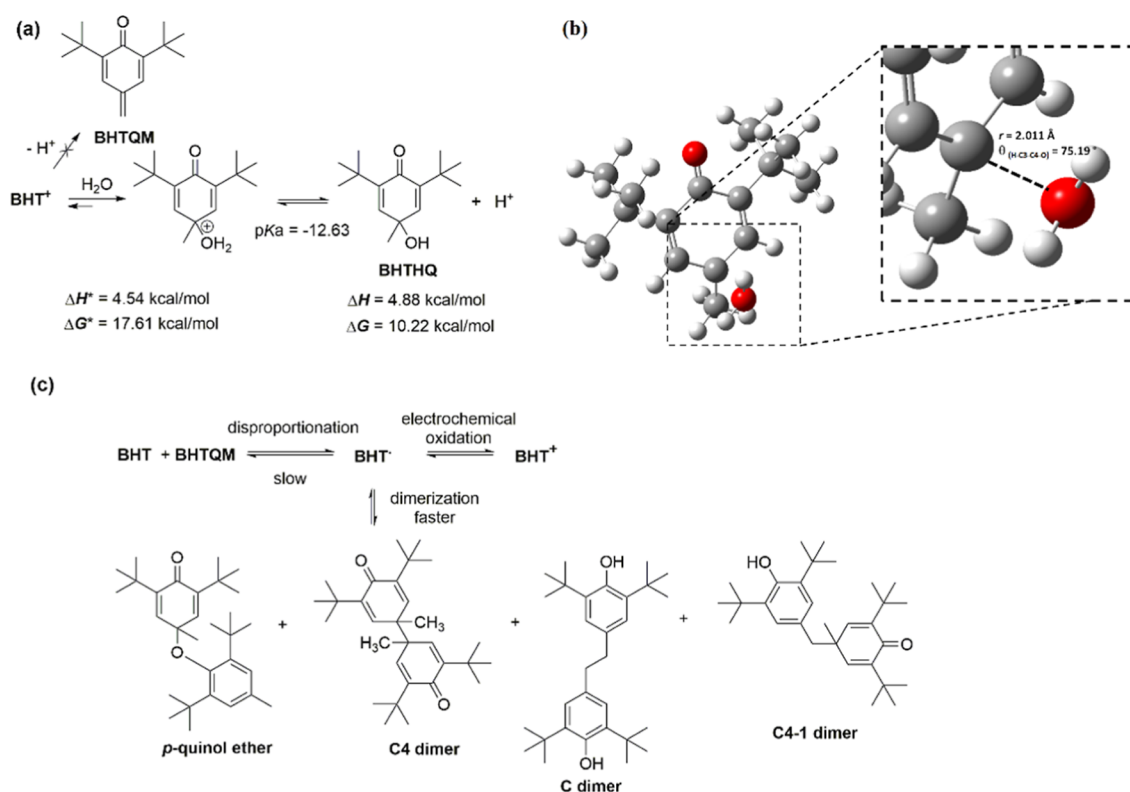 (a)
O
BHTQM
- H⁺
BHT⁺
H₂O
O
⊕
OH₂
pKa = -12.63
O
OH
BHTHQ
+ H⁺
ΔH* = 4.54 kcal/mol
ΔG* = 17.61 kcal/mol
ΔH = 4.88 kcal/mol
ΔG = 10.22 kcal/mol
(b)
r = 2.011 Å
θ (H-C3-C4-O) = 75.19 °
(c)
BHT + BHTQM
disproportionation
slow
BHT·
electrochemical
oxidation
BHT⁺
dimerization
faster
O
O
p-quinol ether
+
O
CH₃
H₃C
O
C4 dimer
+
OH
OH
C dimer
+
HO
O
C4-1 dimer